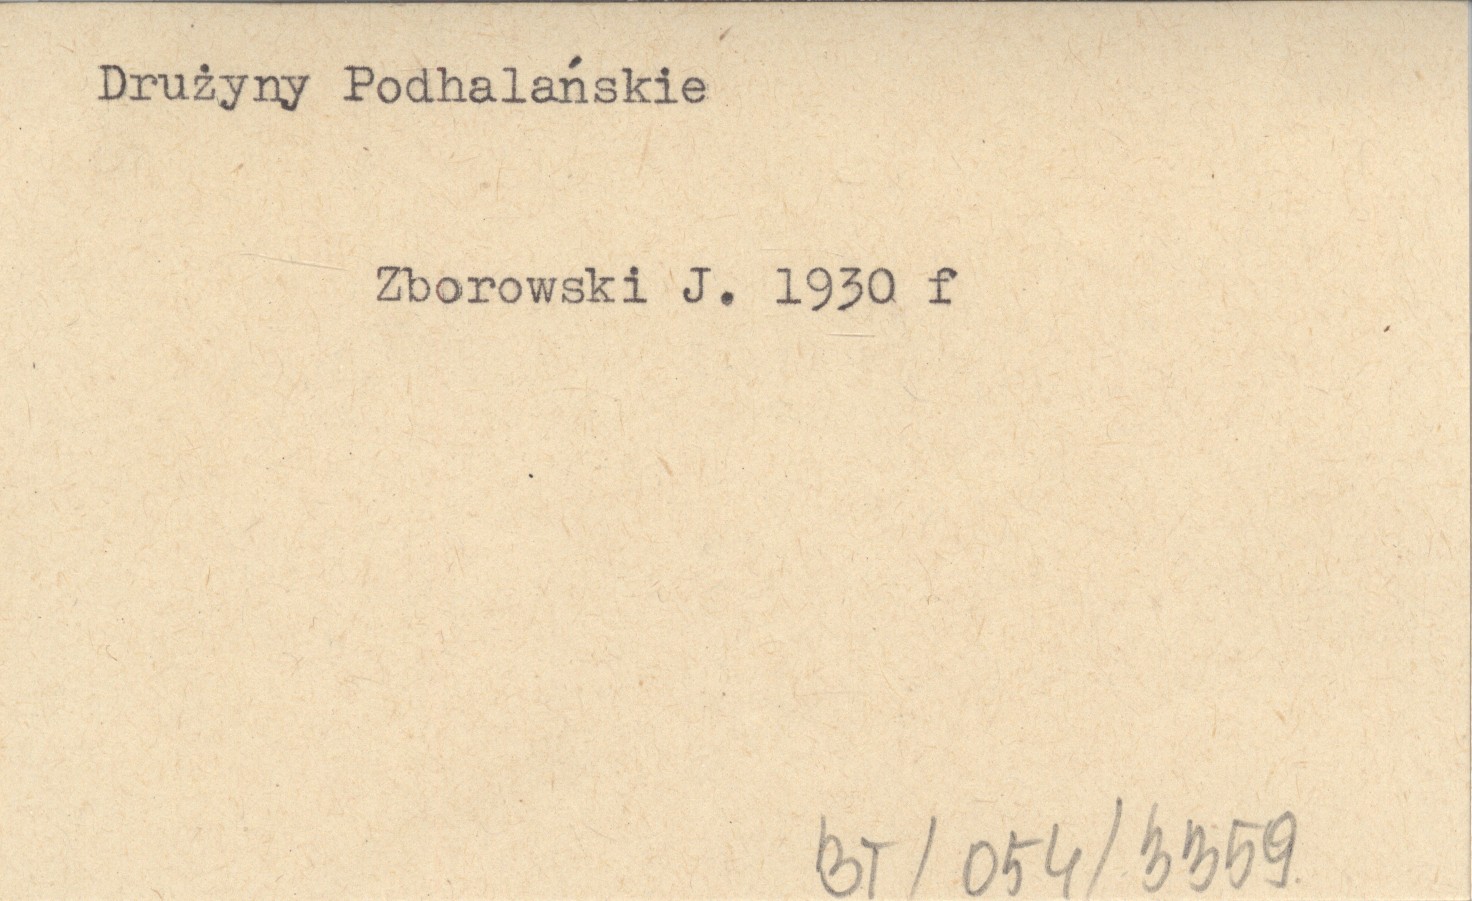 Drużyny Podhalańskie
Zborowski J. 1930 f
BT/054/3359